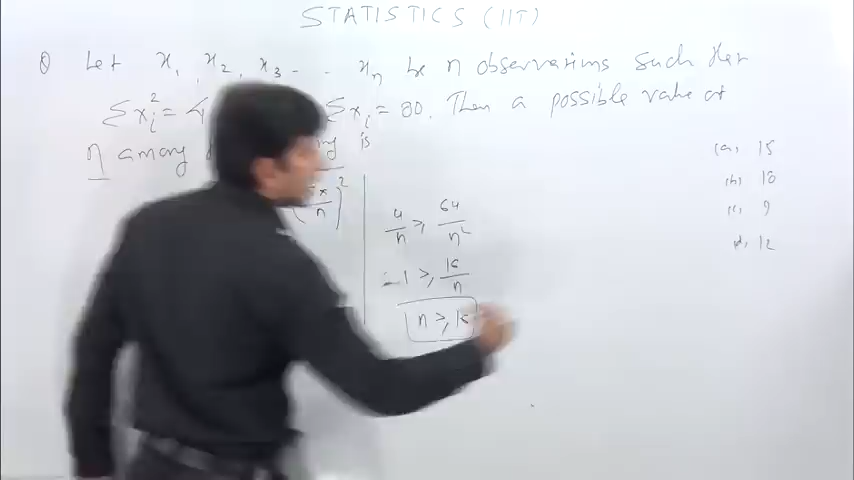 STATISTICS (IIT)
Q Let x₁, x₂, x₃ - - xₙ be n observations such that
Σxᵢ² = 4 Σxᵢ = 80. Then a possible value of
n among is
(a) 15
(b) 18
(c) 9
(d) 12
x/n)²
4/n ≥ 64/n²
1 ≥ 16/n
n ≥ 16